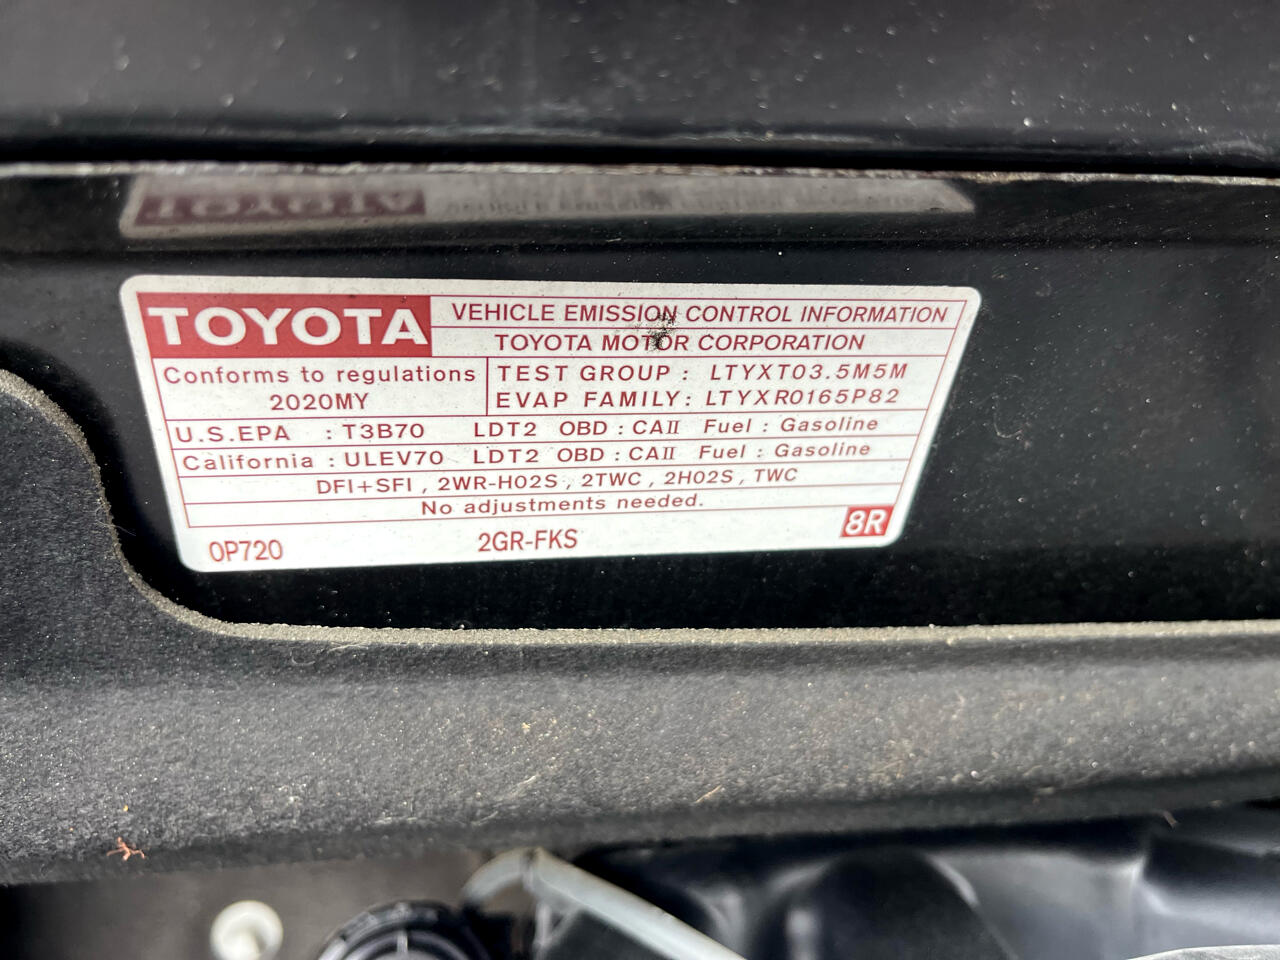 TOYOTA
VEHICLE EMISSION CONTROL INFORMATION
TOYOTA MOTOR CORPORATION
Conforms to regulations
2020MY
TEST GROUP : LTYXT03.5M5M
EVAP FAMILY: LTYXR0165P82
U.S.EPA : T3B70 LDT2 OBD : CAII Fuel : Gasoline
California : ULEV70 LDT2 OBD : CAII Fuel : Gasoline
DFI+SFI , 2WR-HO2S , 2TWC , 2HO2S , TWC
No adjustments needed.
0P720
2GR-FKS
8R